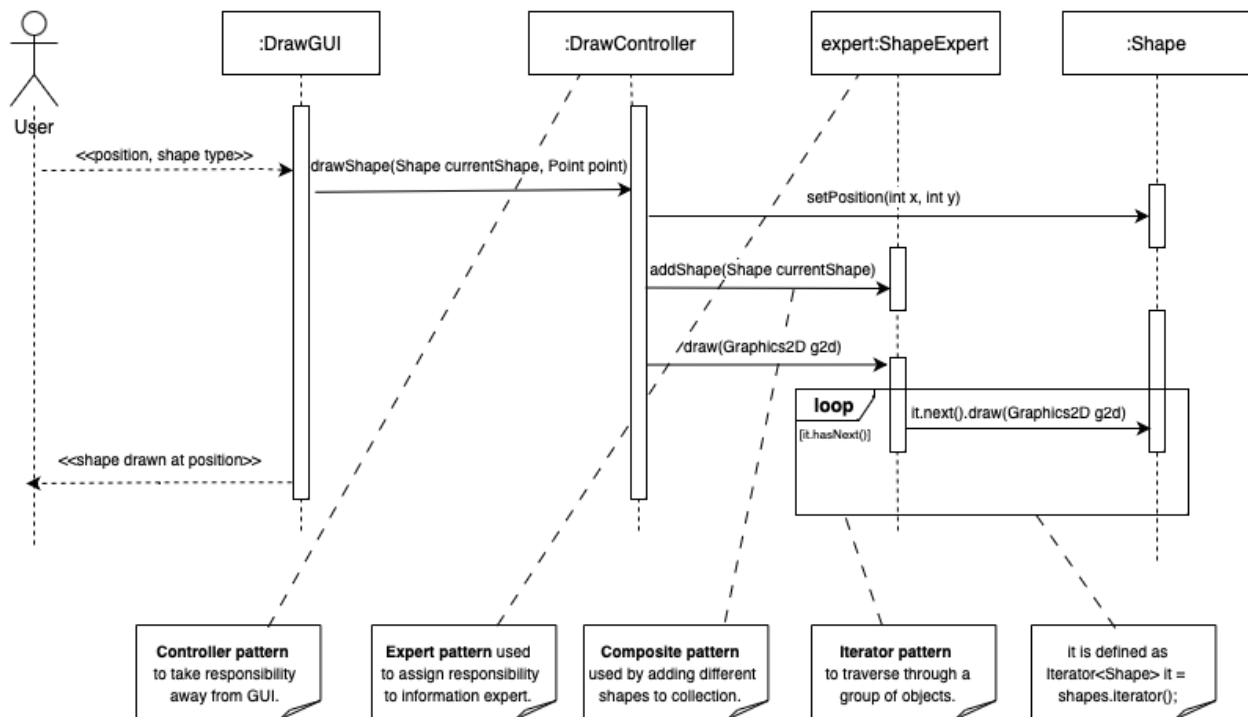 :DrawGUI
:DrawController
expert:ShapeExpert
:Shape
User
<<position, shape type>>
drawShape(Shape currentShape, Point point)
setPosition(int x, int y)
addShape(Shape currentShape)
draw(Graphics2D g2d)
loop
it.next().draw(Graphics2D g2d)
[it.hasNext()]
<<shape drawn at position>>
Controller pattern
to take responsibility
away from GUI.
Expert pattern used
to assign responsibility
to information expert.
Composite pattern
used by adding different
shapes to collection.
Iterator pattern
to traverse through a
group of objects.
it is defined as
Iterator<Shape> it =
shapes.iterator();